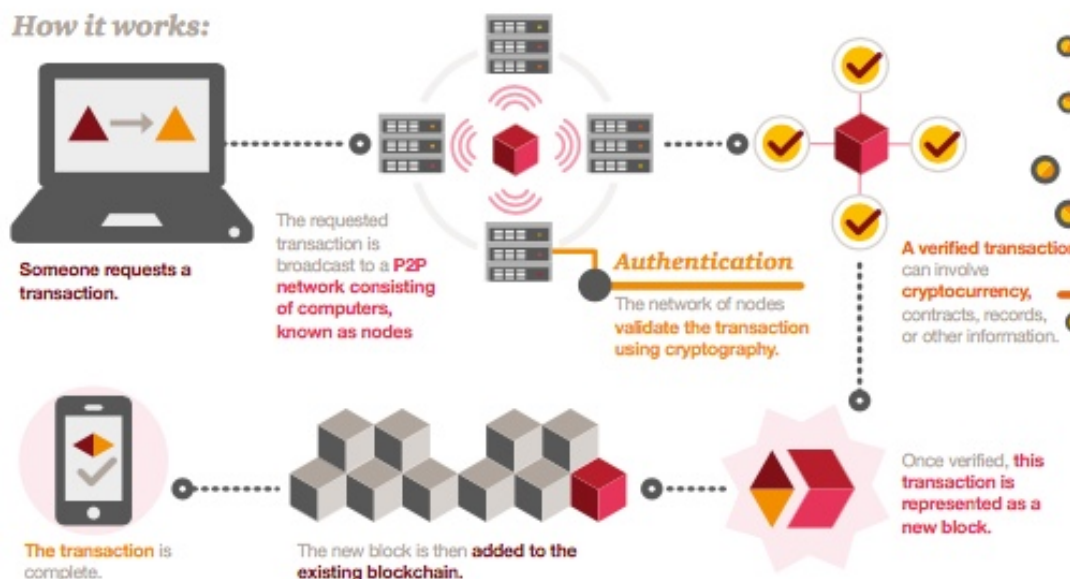 How it works:
Someone requests a
transaction.
The requested
transaction is
broadcast to a P2P
network consisting
of computers,
known as nodes
Authentication
The network of nodes
validate the transaction
using cryptography.
A verified transaction
can involve
cryptocurrency,
contracts, records,
or other information.
Once verified, this
transaction is
represented as a
new block.
The new block is then added to the
existing blockchain.
The transaction is
complete.